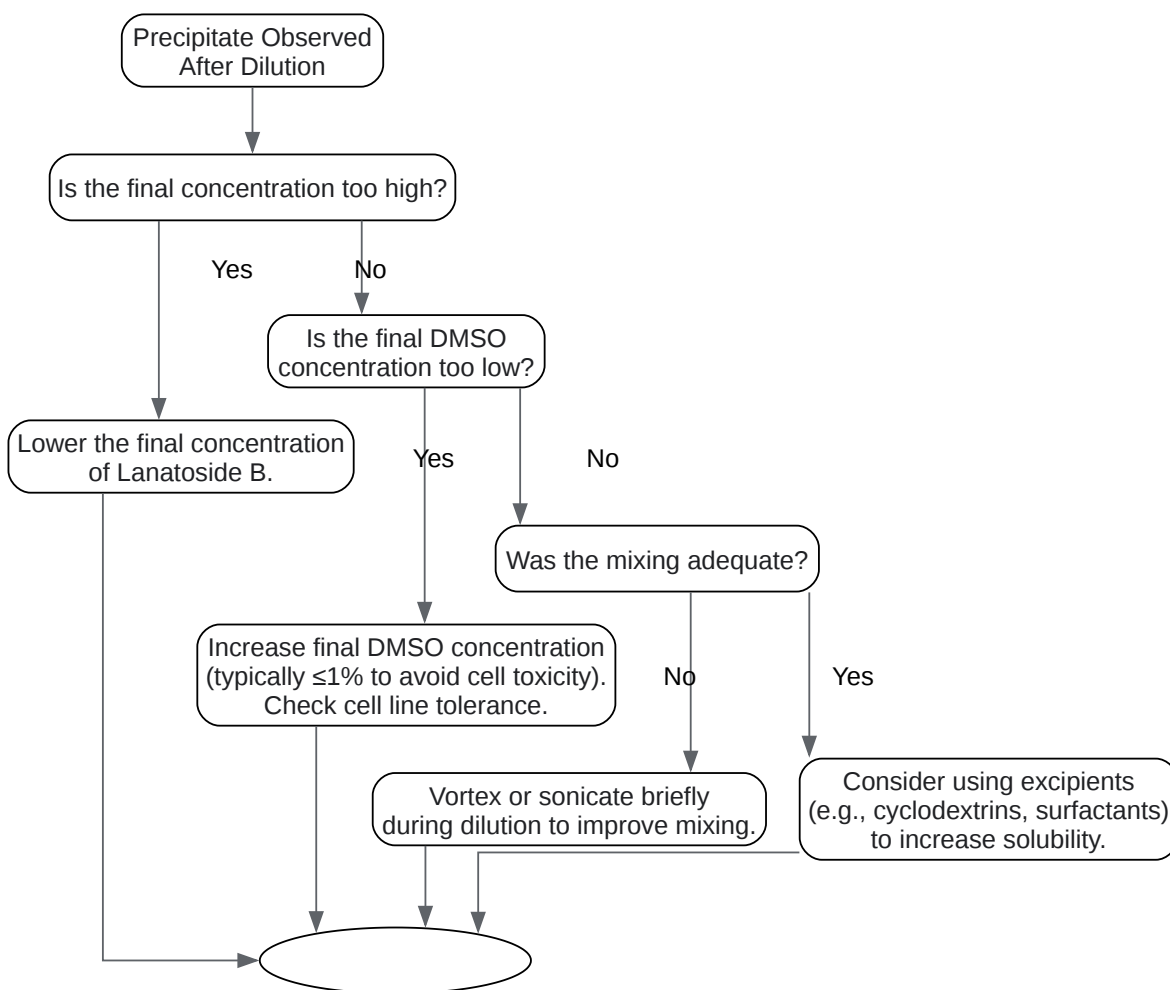 Precipitate Observed
After Dilution
Is the final concentration too high?
Yes
No
Is the final DMSO
concentration too low?
Lower the final concentration
of Lanatoside B.
Yes
No
Was the mixing adequate?
Increase final DMSO concentration
(typically ≤1% to avoid cell toxicity).
Check cell line tolerance.
No
Yes
Vortex or sonicate briefly
during dilution to improve mixing.
Consider using excipients
(e.g., cyclodextrins, surfactants)
to increase solubility.